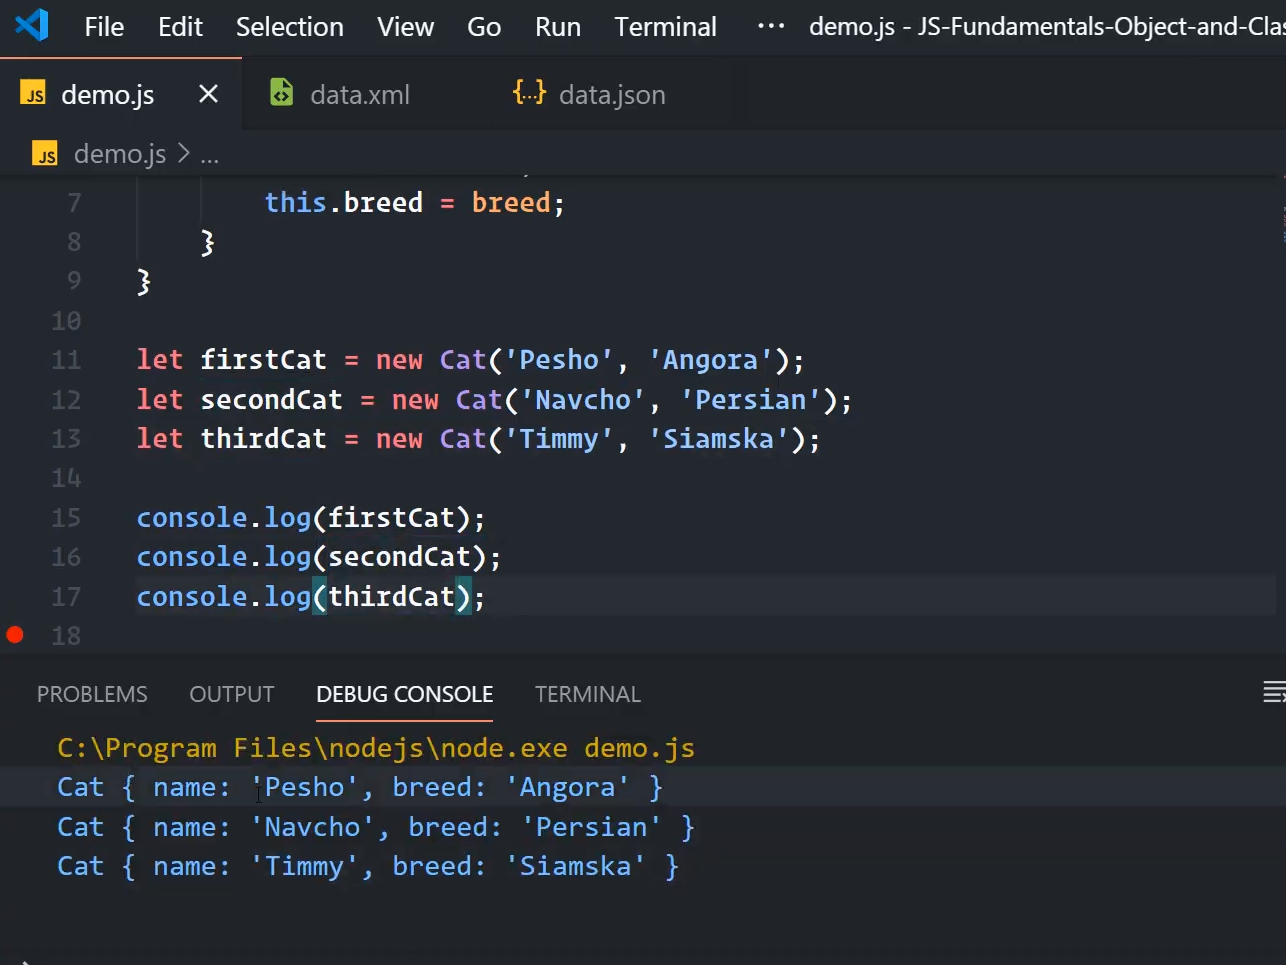 File Edit Selection View Go Run Terminal ··· demo.js - JS-Fundamentals-Object-and-Clas
JS demo.js × data.xml {...} data.json
JS demo.js > ...
7 this.breed = breed;
8 }
9 }
10
11 let firstCat = new Cat('Pesho', 'Angora');
12 let secondCat = new Cat('Navcho', 'Persian');
13 let thirdCat = new Cat('Timmy', 'Siamska');
14
15 console.log(firstCat);
16 console.log(secondCat);
17 console.log(thirdCat);
18
PROBLEMS OUTPUT DEBUG CONSOLE TERMINAL
C:\Program Files\nodejs\node.exe demo.js
Cat { name: 'Pesho', breed: 'Angora' }
Cat { name: 'Navcho', breed: 'Persian' }
Cat { name: 'Timmy', breed: 'Siamska' }